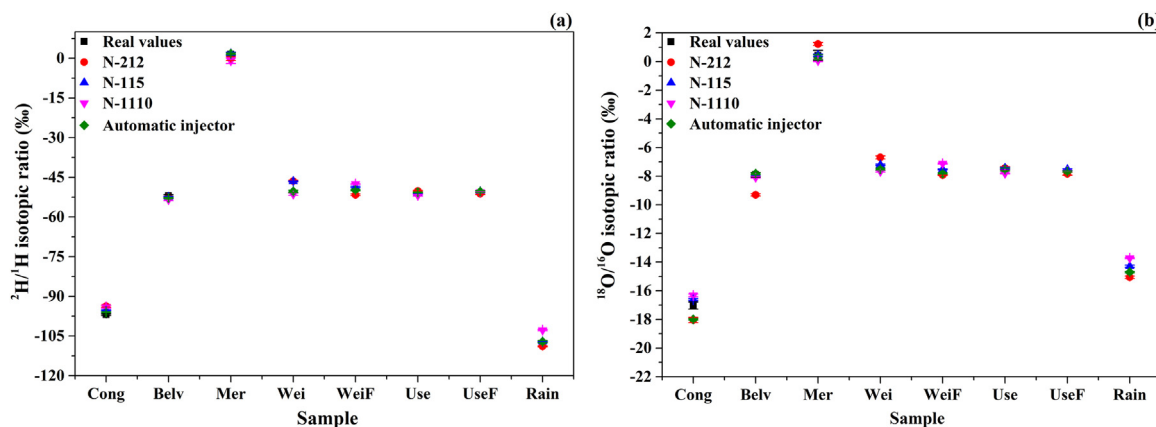 (a)
Real values
N-212
N-115
N-1110
Automatic injector
0
-15
-30
-45
-60
-75
-90
-105
-120
²H/¹H isotopic ratio (‰)
Cong Belv Mer Wei WeiF Use UseF Rain
Sample
(b)
Real values
N-212
N-115
N-1110
Automatic injector
2
0
-2
-4
-6
-8
-10
-12
-14
-16
-18
-20
-22
¹⁸O/¹⁶O isotopic ratio (‰)
Cong Belv Mer Wei WeiF Use UseF Rain
Sample